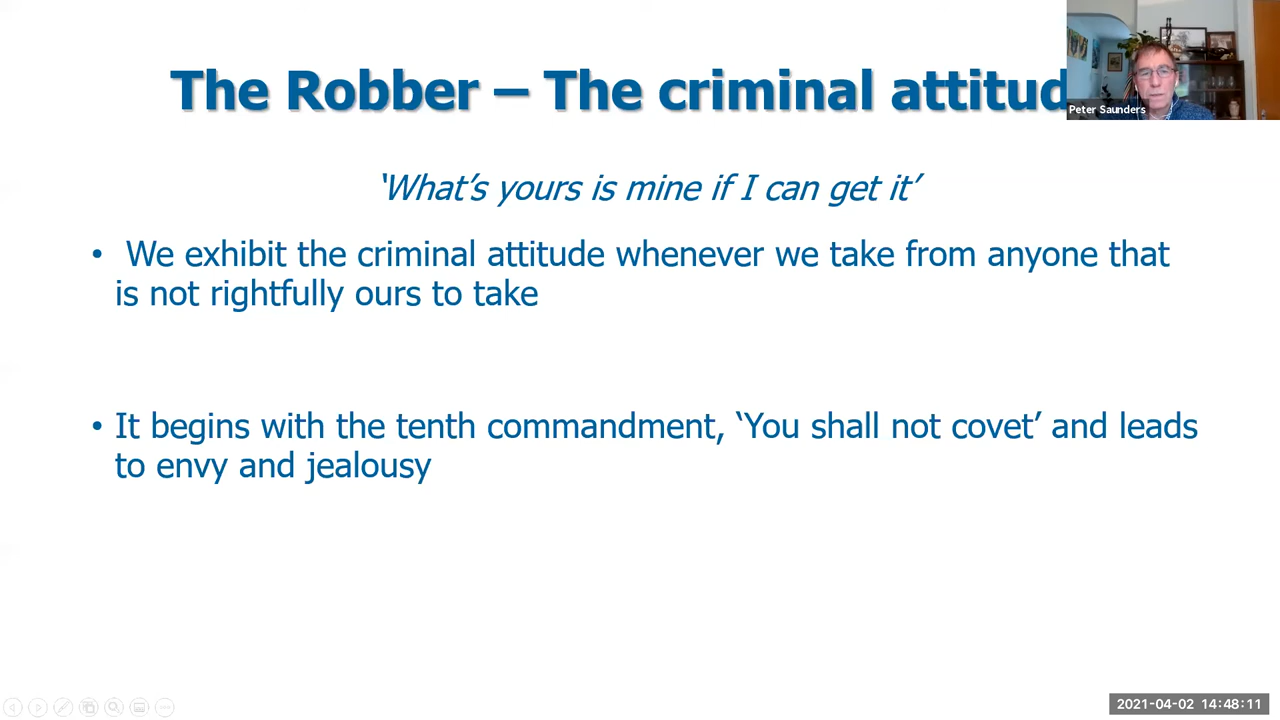 The Robber – The criminal attitud
Peter Saunders
‘What’s yours is mine if I can get it’
• We exhibit the criminal attitude whenever we take from anyone that
is not rightfully ours to take
• It begins with the tenth commandment, ‘You shall not covet’ and leads
to envy and jealousy
2021-04-02 14:48:11